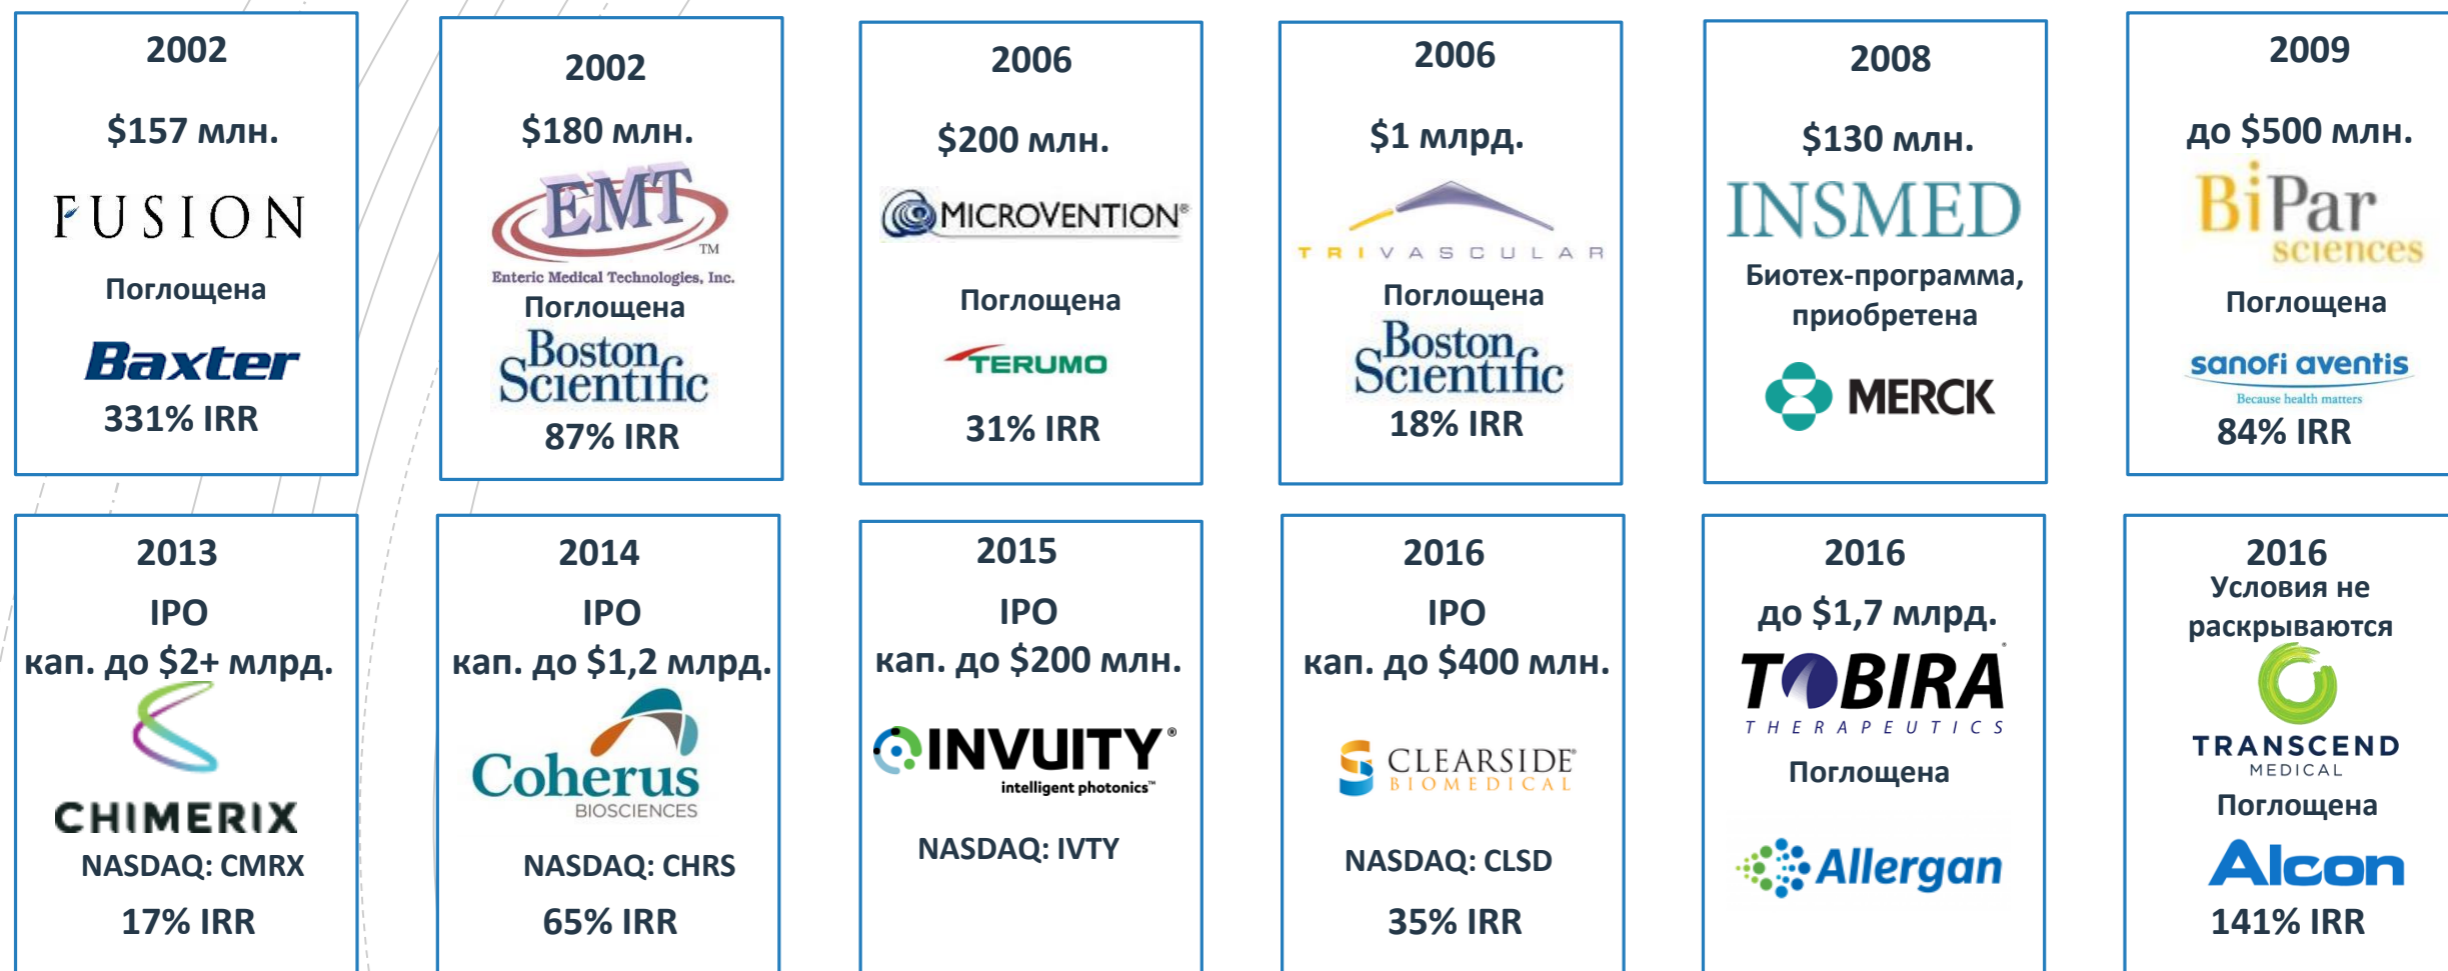 2002
$157 млн.
FUSION
Поглощена
Baxter
331% IRR
2002
$180 млн.
EMT
TM
Enteric Medical Technologies, Inc.
Поглощена
Boston
Scientific
87% IRR
2006
$200 млн.
MICROVENTION®
Поглощена
TERUMO
31% IRR
2006
$1 млрд.
TRIVASCULAR
Поглощена
Boston
Scientific
18% IRR
2008
$130 млн.
INSMED
Биотех-программа,
приобретена
MERCK
2009
до $500 млн.
BiPar
sciences
Поглощена
sanofi aventis
Because health matters
84% IRR
2013
IPO
кап. до $2+ млрд.
CHIMERIX
NASDAQ: CMRX
17% IRR
2014
IPO
кап. до $1,2 млрд.
Coherus
BIOSCIENCES
NASDAQ: CHRS
65% IRR
2015
IPO
кап. до $200 млн.
INVUITY®
intelligent photonics™
NASDAQ: IVTY
2016
IPO
кап. до $400 млн.
CLEARSIDE®
BIOMEDICAL
NASDAQ: CLSD
35% IRR
2016
до $1,7 млрд.
TOBIRA
THERAPEUTICS
Поглощена
Allergan
2016
Условия не
раскрываются
TRANSCEND
MEDICAL
Поглощена
Alcon
141% IRR